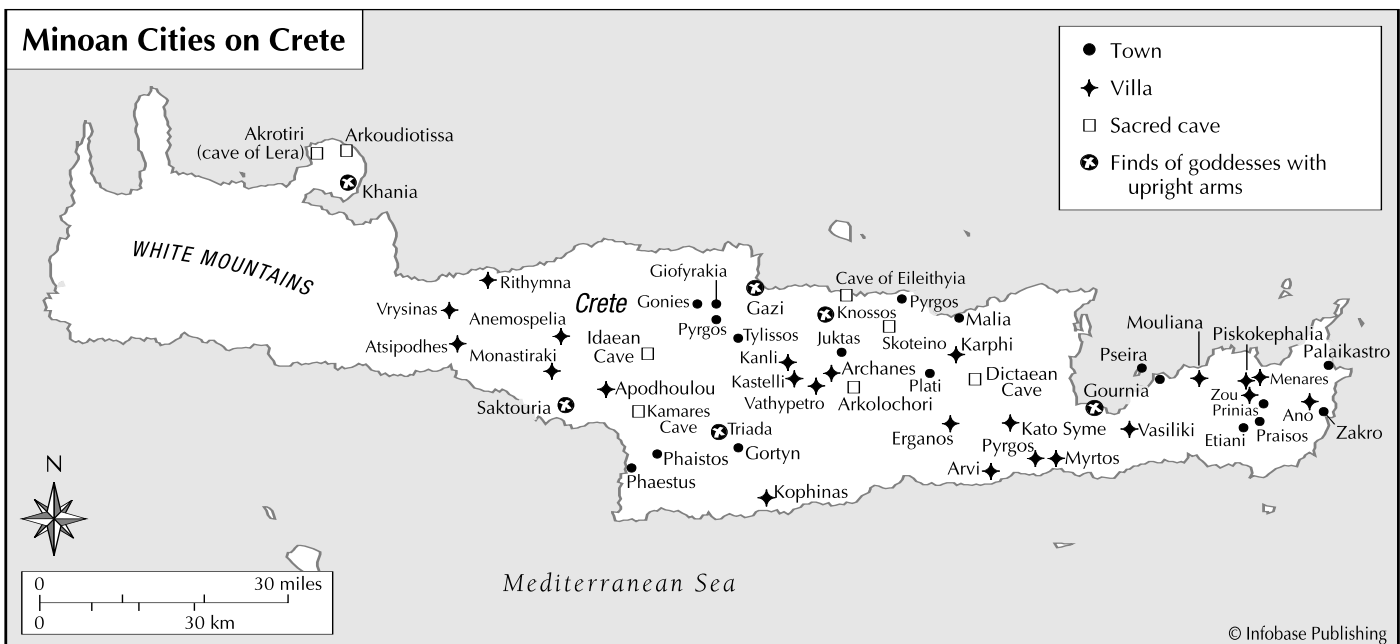 Minoan Cities on Crete
Town
Villa
Sacred cave
Finds of goddesses with
upright arms
Akrotiri
(cave of Lera)
Arkoudiotissa
Khania
WHITE MOUNTAINS
Rithymna
Vrysinas
Anemospelia
Atsipodhes
Monastiraki
Saktouria
Crete
Idaean
Cave
Apodhoulou
Kamares
Cave
Giofyrakia
Gonies
Pyrgos
Gazi
Tylissos
Kanli
Kastelli
Vathypetro
Triada
Gortyn
Phaistos
Phaestus
Kophinas
Cave of Eileithyia
Knossos
Pyrgos
Juktas
Skoteino
Malia
Karphi
Archanes
Plati
Arkolochori
Dictaean
Cave
Erganos
Kato Syme
Pyrgos
Arvi
Myrtos
Gournia
Pseira
Mouliana
Piskokephalia
Palaikastro
Menares
Zou
Prinias
Ano
Zakro
Etiani
Praisos
Vasiliki
N
0
30 miles
0
30 km
Mediterranean Sea
© Infobase Publishing